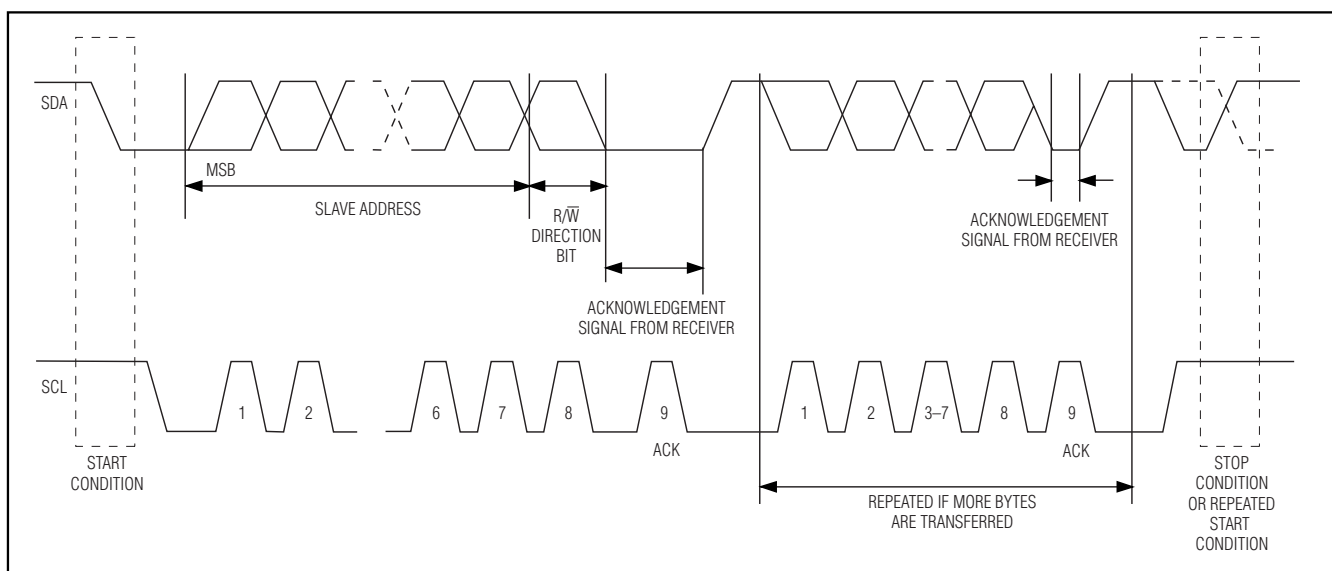 SDA
MSB
SLAVE ADDRESS
R/W̅
DIRECTION
BIT
ACKNOWLEDGEMENT
SIGNAL FROM RECEIVER
ACKNOWLEDGEMENT
SIGNAL FROM RECEIVER
SCL
1
2
6
7
8
9
ACK
1
2
3–7
8
9
ACK
START
CONDITION
REPEATED IF MORE BYTES
ARE TRANSFERRED
STOP
CONDITION
OR REPEATED
START
CONDITION